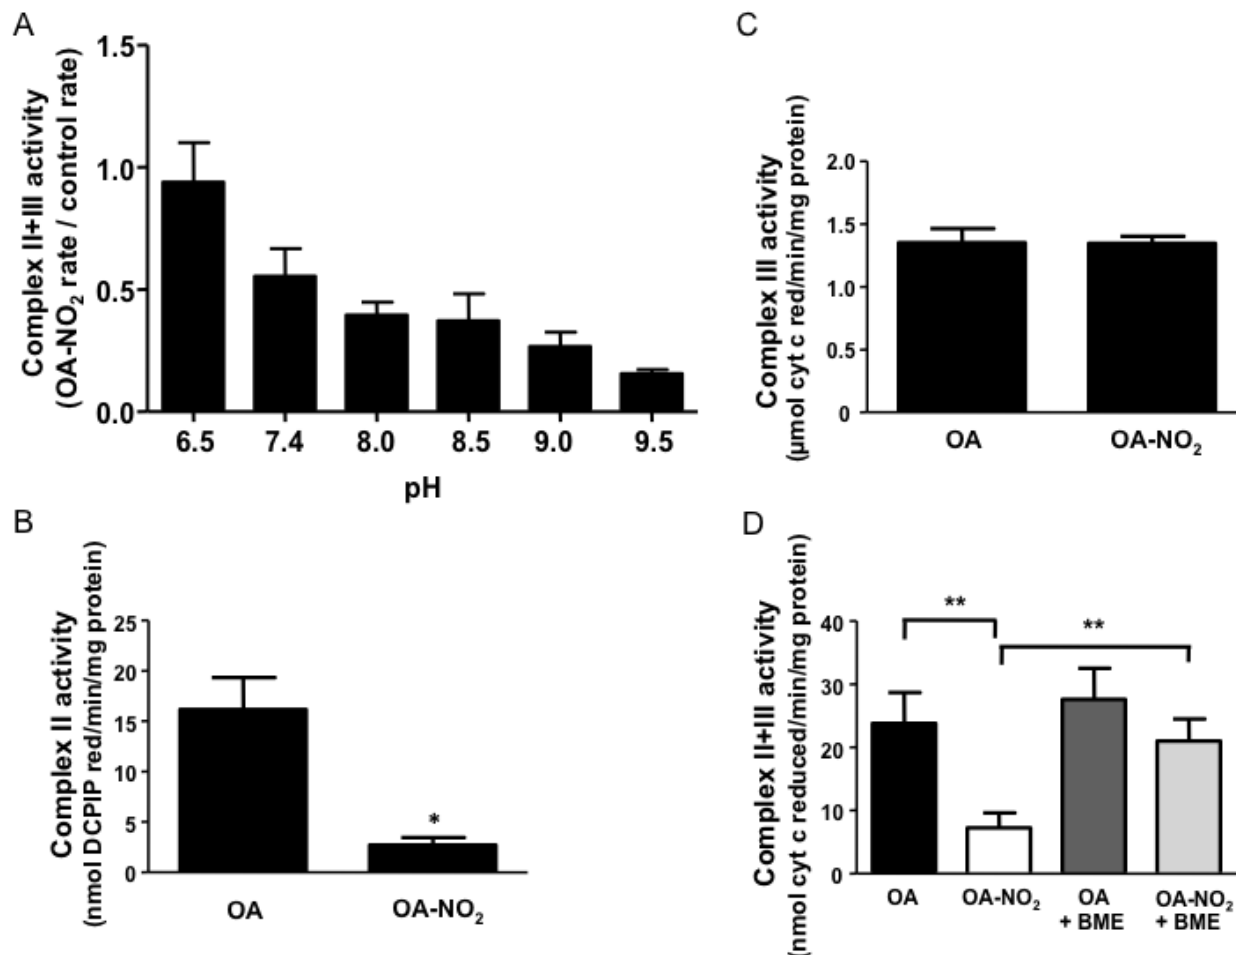 A
Complex II+III activity
(OA-NO₂ rate / control rate)
1.5
1.0
0.5
0.0
6.5 7.4 8.0 8.5 9.0 9.5
pH
B
Complex II activity
(nmol DCPIP red/min/mg protein)
25
20
15
10
5
0
*
OA OA-NO₂
C
Complex III activity
(μmol cyt c red/min/mg protein)
2.0
1.5
1.0
0.5
0
OA OA-NO₂
D
Complex II+III activity
(nmol cyt c reduced/min/mg protein)
40
30
20
10
0
**
**
OA OA-NO₂ OA + BME OA-NO₂ + BME